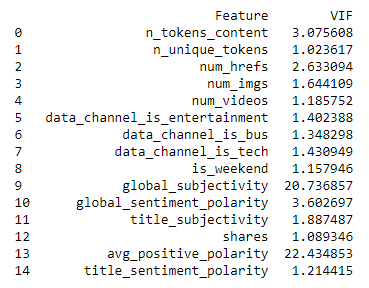 Feature VIF
0 n_tokens_content 3.075608
1 n_unique_tokens 1.023617
2 num_hrefs 2.633094
3 num_imgs 1.644109
4 num_videos 1.185752
5 data_channel_is_entertainment 1.402388
6 data_channel_is_bus 1.348298
7 data_channel_is_tech 1.430949
8 is_weekend 1.157946
9 global_subjectivity 20.736857
10 global_sentiment_polarity 3.602697
11 title_subjectivity 1.887487
12 shares 1.089346
13 avg_positive_polarity 22.434853
14 title_sentiment_polarity 1.214415